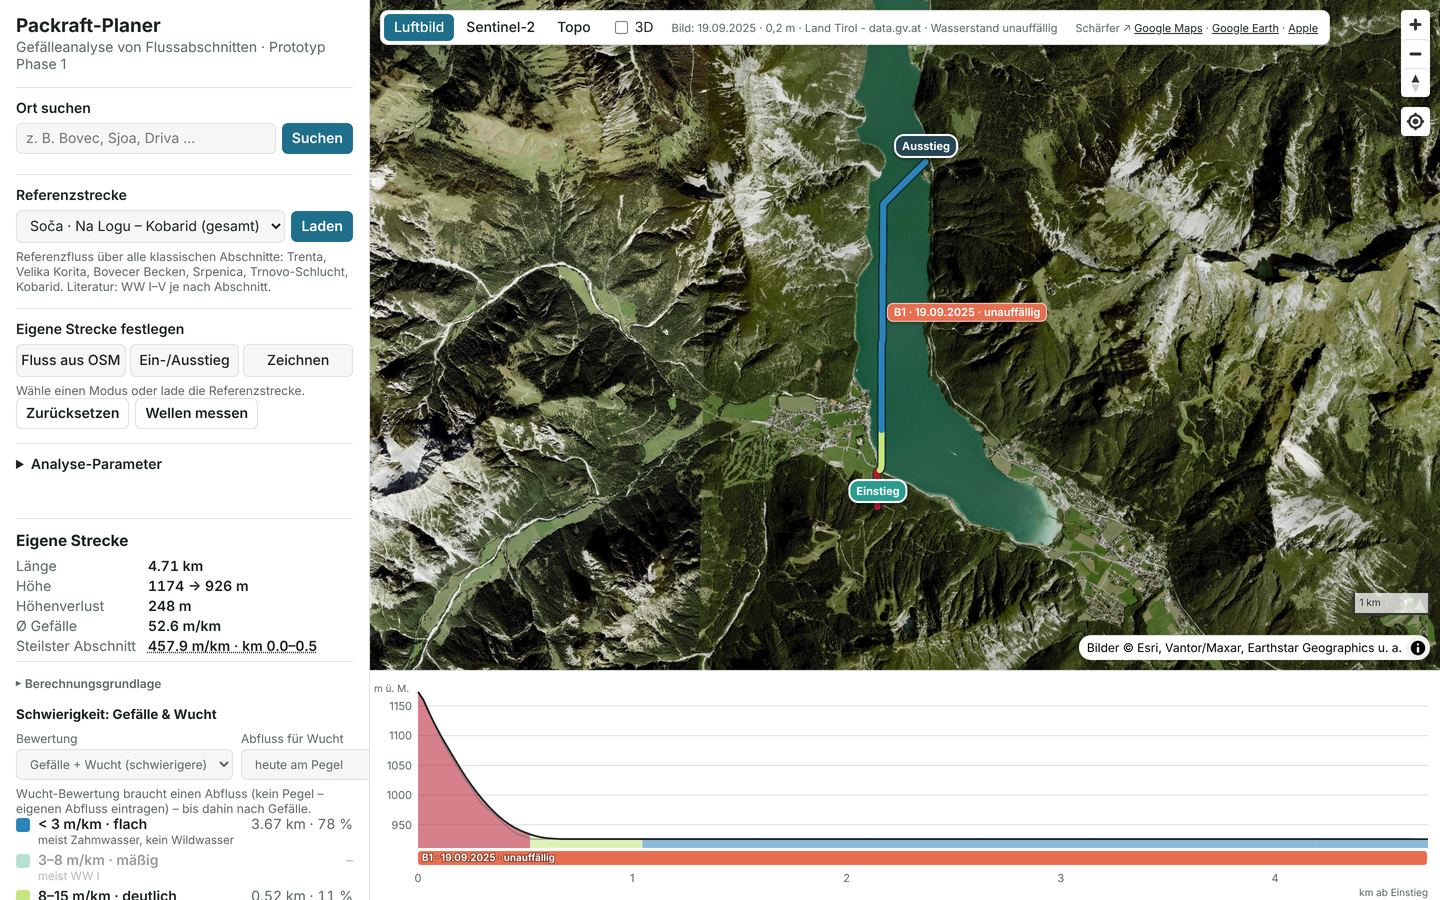 Packraft-Planer
Gefälleanalyse von Flussabschnitten · Prototyp
Phase 1
Ort suchen
z. B. Bovec, Sjoa, Driva ...
Suchen
Referenzstrecke
Soča · Na Logu – Kobarid (gesamt)
Laden
Referenzfluss über alle klassischen Abschnitte: Trenta,
Velika Korita, Bovecer Becken, Srpenica, Trnovo-Schlucht,
Kobarid. Literatur: WW I–V je nach Abschnitt.
Eigene Strecke festlegen
Fluss aus OSM
Ein-/Ausstieg
Zeichnen
Wähle einen Modus oder lade die Referenzstrecke.
Zurücksetzen
Wellen messen
Analyse-Parameter
Eigene Strecke
Länge 4.71 km
Höhe 1174 → 926 m
Höhenverlust 248 m
Ø Gefälle 52.6 m/km
Steilster Abschnitt 457.9 m/km · km 0.0–0.5
Berechnungsgrundlage
Schwierigkeit: Gefälle & Wucht
Bewertung Abfluss für Wucht
Gefälle + Wucht (schwierigere) heute am Pegel
Wucht-Bewertung braucht einen Abfluss (kein Pegel –
eigenen Abfluss eintragen) – bis dahin nach Gefälle.
< 3 m/km · flach 3.67 km · 78 %
meist Zahmwasser, kein Wildwasser
3–8 m/km · mäßig –
meist WW I
8–15 m/km · deutlich 0.52 km · 11 %
Luftbild
Sentinel-2
Topo
3D
Bild: 19.09.2025 · 0,2 m · Land Tirol - data.gv.at · Wasserstand unauffällig
Schärfer ↗ Google Maps · Google Earth · Apple
Ausstieg
B1 · 19.09.2025 · unauffällig
Einstieg
1 km
Bilder © Esri, Vantor/Maxar, Earthstar Geographics u. a.
m ü. M.
1150
1100
1050
1000
950
B1 · 19.09.2025 · unauffällig
0 1 2 3 4
km ab Einstieg